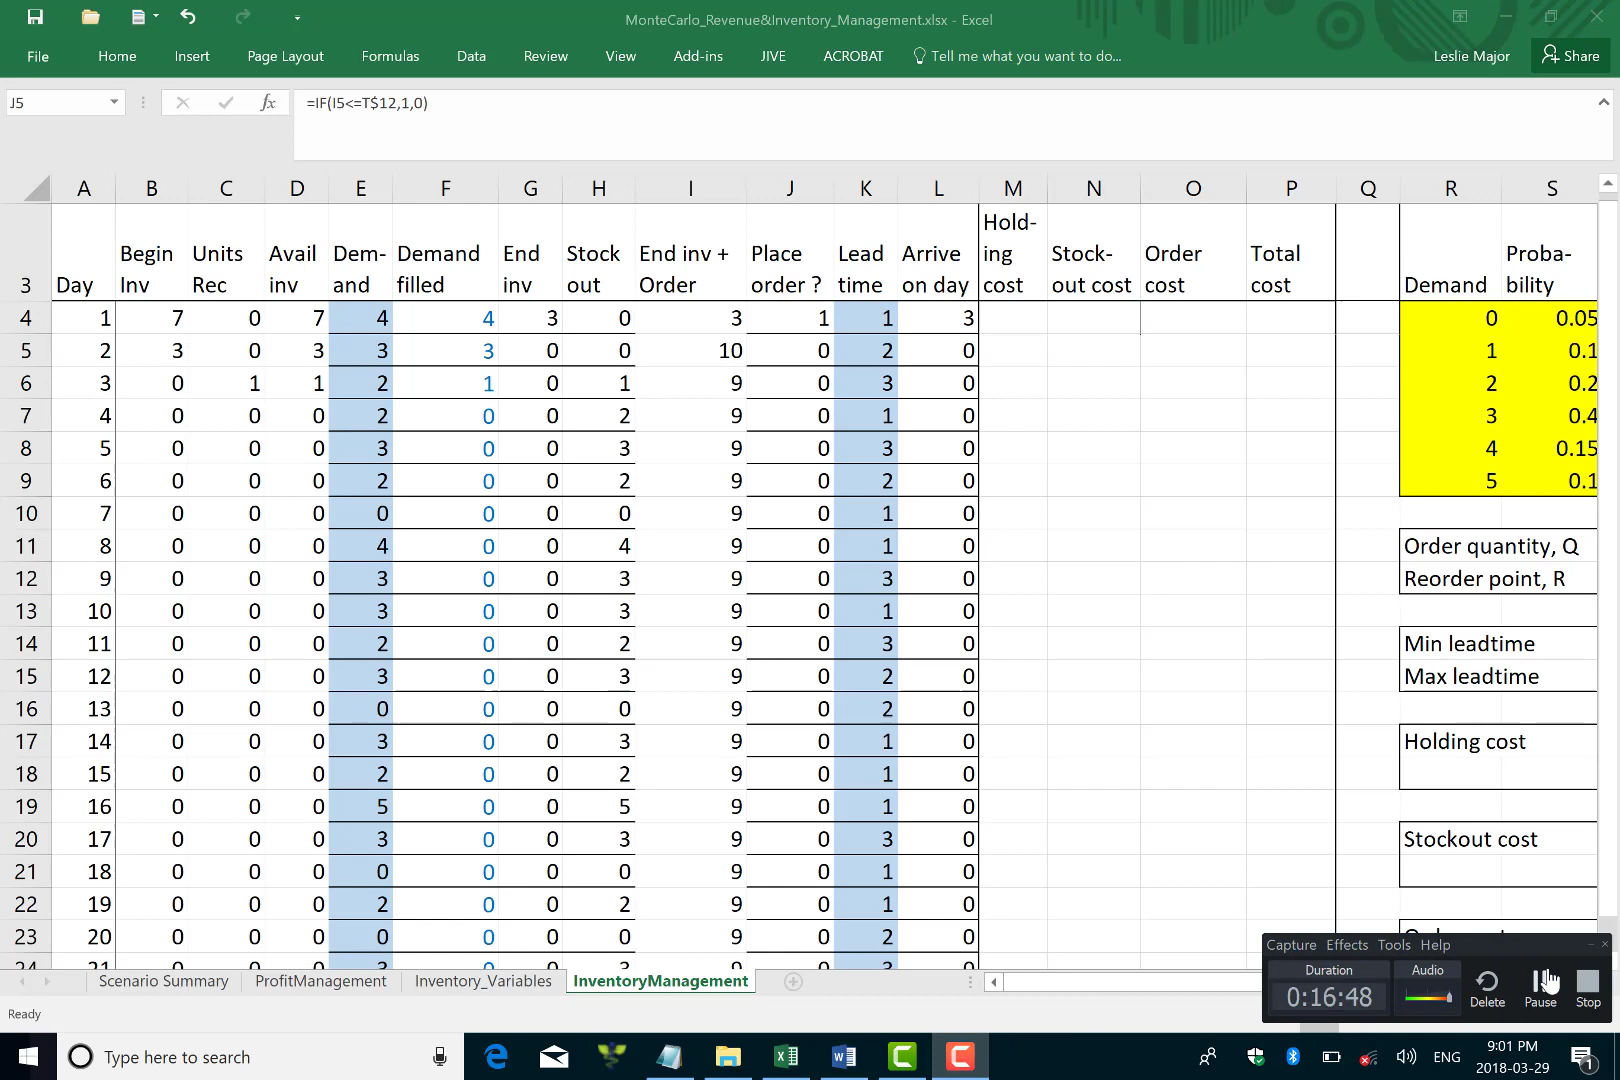 MonteCarlo_Revenue&Inventory_Management.xlsx - Excel
File Home Insert Page Layout Formulas Data Review View Add-ins JIVE ACROBAT Tell me what you want to do... Leslie Major Share
J5 fx =IF(I5<=T$12,1,0)
A B C D E F G H I J K L M N O P Q R S
3 Day Begin Inv Units Rec Avail inv Dem-and Demand filled End inv Stock out End inv + Order Place order ? Lead time Arrive on day Hold-ing cost Stock-out cost Order cost Total cost Demand Proba-bility
4 1 7 0 7 4 4 3 0 3 1 1 3 0 0.05
5 2 3 0 3 3 3 0 0 10 0 2 0 1 0.1
6 3 0 1 1 2 1 0 1 9 0 3 0 2 0.2
7 4 0 0 0 2 0 0 2 9 0 1 0 3 0.4
8 5 0 0 0 3 0 0 3 9 0 3 0 4 0.15
9 6 0 0 0 2 0 0 2 9 0 2 0 5 0.1
10 7 0 0 0 0 0 0 0 9 0 1 0
11 8 0 0 0 4 0 0 4 9 0 1 0 Order quantity, Q
12 9 0 0 0 3 0 0 3 9 0 3 0 Reorder point, R
13 10 0 0 0 3 0 0 3 9 0 1 0
14 11 0 0 0 2 0 0 2 9 0 3 0 Min leadtime
15 12 0 0 0 3 0 0 3 9 0 2 0 Max leadtime
16 13 0 0 0 0 0 0 0 9 0 2 0
17 14 0 0 0 3 0 0 3 9 0 1 0 Holding cost
18 15 0 0 0 2 0 0 2 9 0 1 0
19 16 0 0 0 5 0 0 5 9 0 1 0
20 17 0 0 0 3 0 0 3 9 0 3 0 Stockout cost
21 18 0 0 0 0 0 0 0 9 0 1 0
22 19 0 0 0 2 0 0 2 9 0 1 0
23 20 0 0 0 0 0 0 0 9 0 2 0
Capture Effects Tools Help
Duration Audio
0:16:48 Delete Pause Stop
Scenario Summary ProfitManagement Inventory_Variables InventoryManagement
Ready
Type here to search ENG 9:01 PM
2018-03-29 1